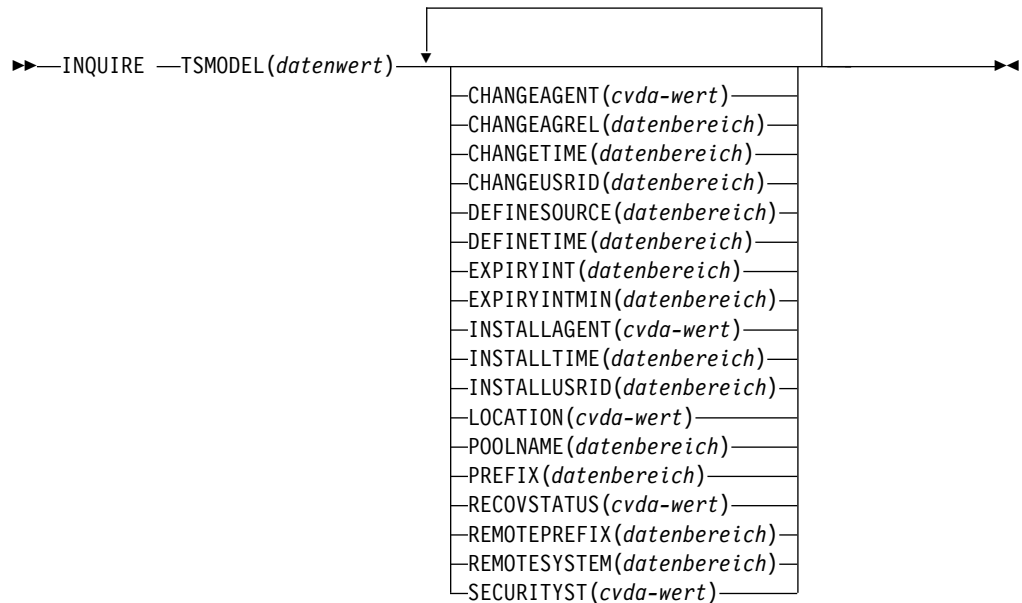 INQUIRE TSMODEL(datenwert)
CHANGEAGENT(cvda-wert)
CHANGEAGREL(datenbereich)
CHANGETIME(datenbereich)
CHANGEUSRID(datenbereich)
DEFINESOURCE(datenbereich)
DEFINETIME(datenbereich)
EXPIRYINT(datenbereich)
EXPIRYINTMIN(datenbereich)
INSTALLAGENT(cvda-wert)
INSTALLTIME(datenbereich)
INSTALLUSRID(datenbereich)
LOCATION(cvda-wert)
POOLNAME(datenbereich)
PREFIX(datenbereich)
RECOVSTATUS(cvda-wert)
REMOTEPREFIX(datenbereich)
REMOTESYSTEM(datenbereich)
SECURITYST(cvda-wert)